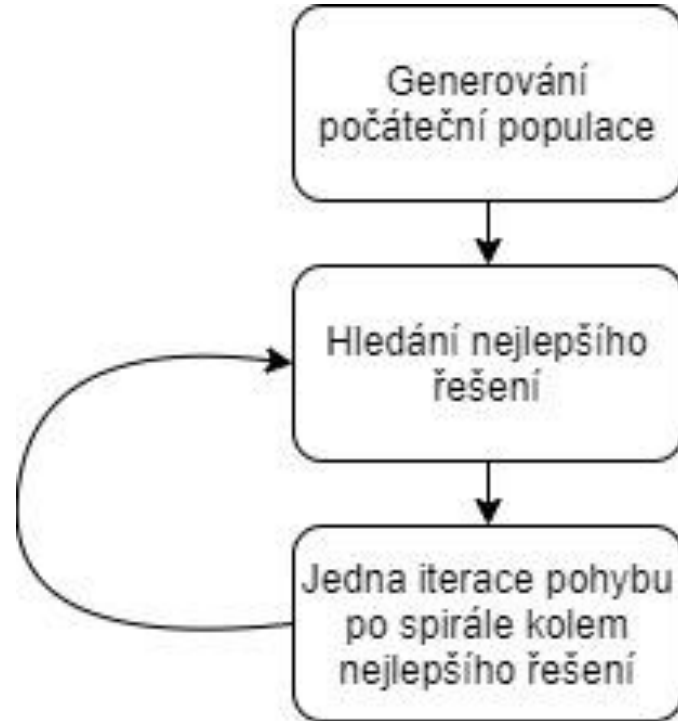 Generování
počáteční populace
Hledání nejlepšího
řešení
Jedna iterace pohybu
po spirále kolem
nejlepšího řešení